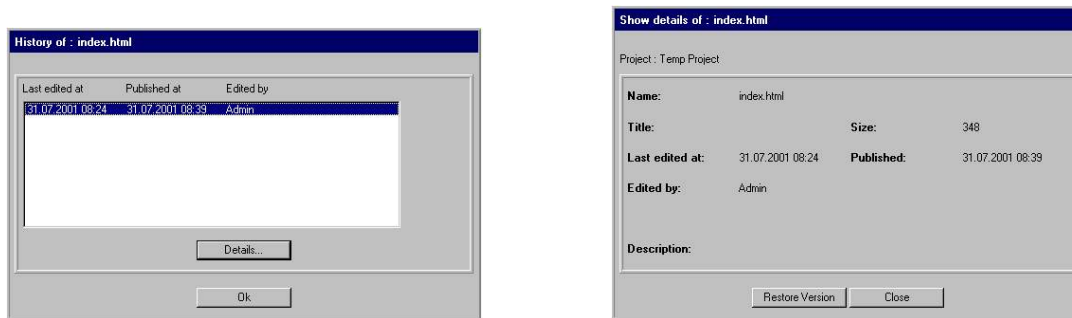 History of : index.html
Last edited at Published at Edited by
31.07.2001 08:24 31.07.2001 08:39 Admin
Details...
Ok
Show details of : index.html
Project : Temp Project
Name: index.html
Title: Size: 348
Last edited at: 31.07.2001 08:24 Published: 31.07.2001 08:39
Edited by: Admin
Description:
Restore Version Close